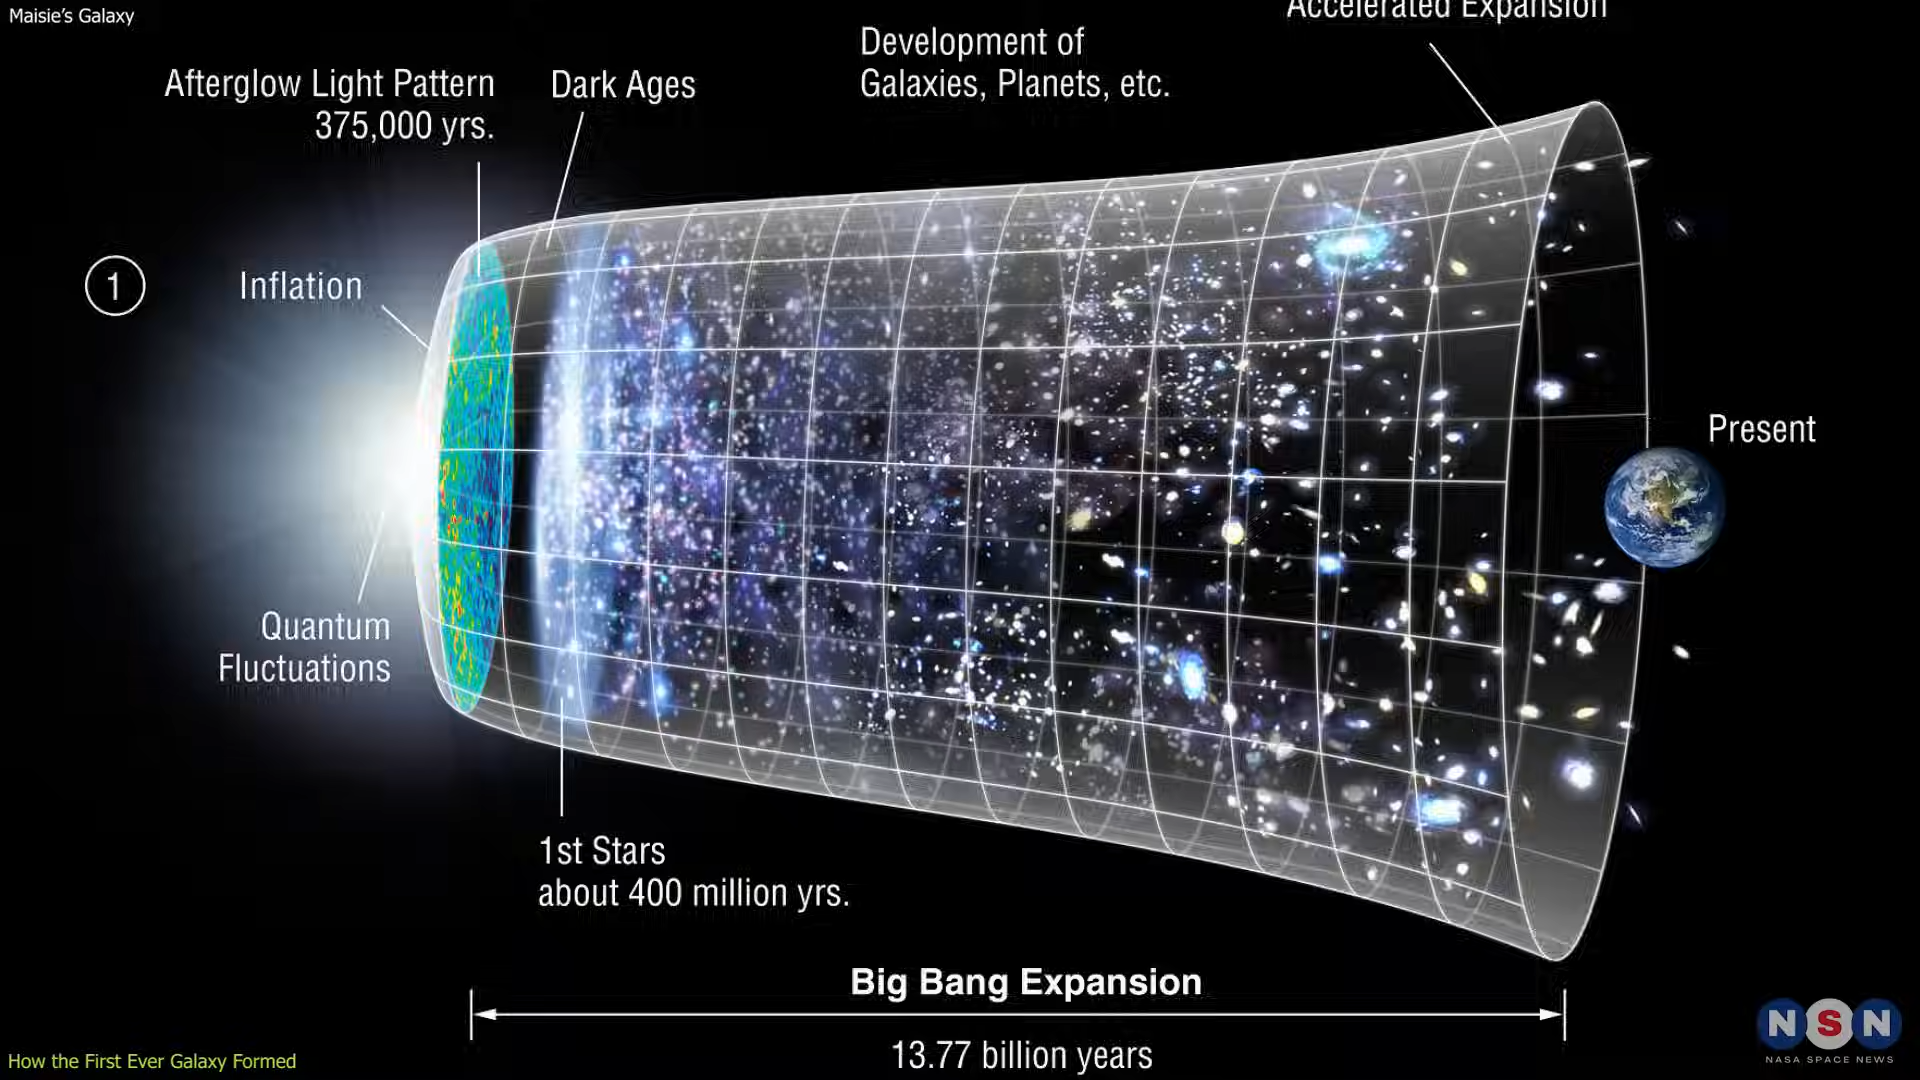 Maisie's Galaxy
Accelerated Expansion
Development of
Galaxies, Planets, etc.
Afterglow Light Pattern
375,000 yrs.
Dark Ages
1
Inflation
Present
Quantum
Fluctuations
1st Stars
about 400 million yrs.
Big Bang Expansion
13.77 billion years
NSN
NASA SPACE NEWS
How the First Ever Galaxy Formed